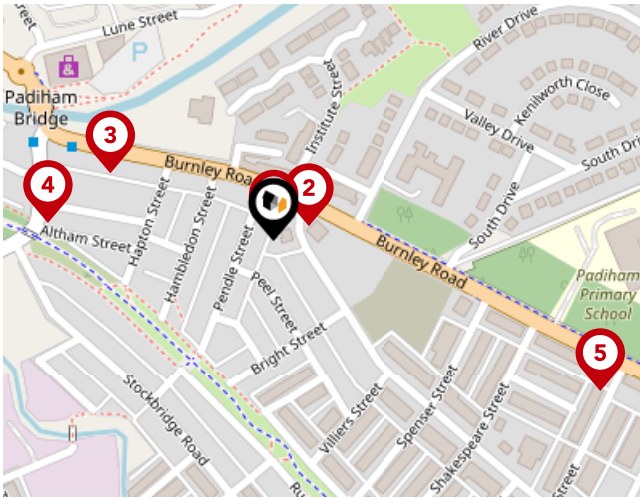 Lune Street
River Drive
P
Padiham
Bridge
3
Institute Street
Kenilworth Close
Valley Drive
South
Burnley
4
2
Hapton Street
Hambledon Street
Pendle Street
South Drive
Altham Street
Burnley Road
Peel Street
Padiham
Primary
School
Bright Street
5
Stockbridge Road
Villiers Street
Spenser Street
Shakespeare Street
Street